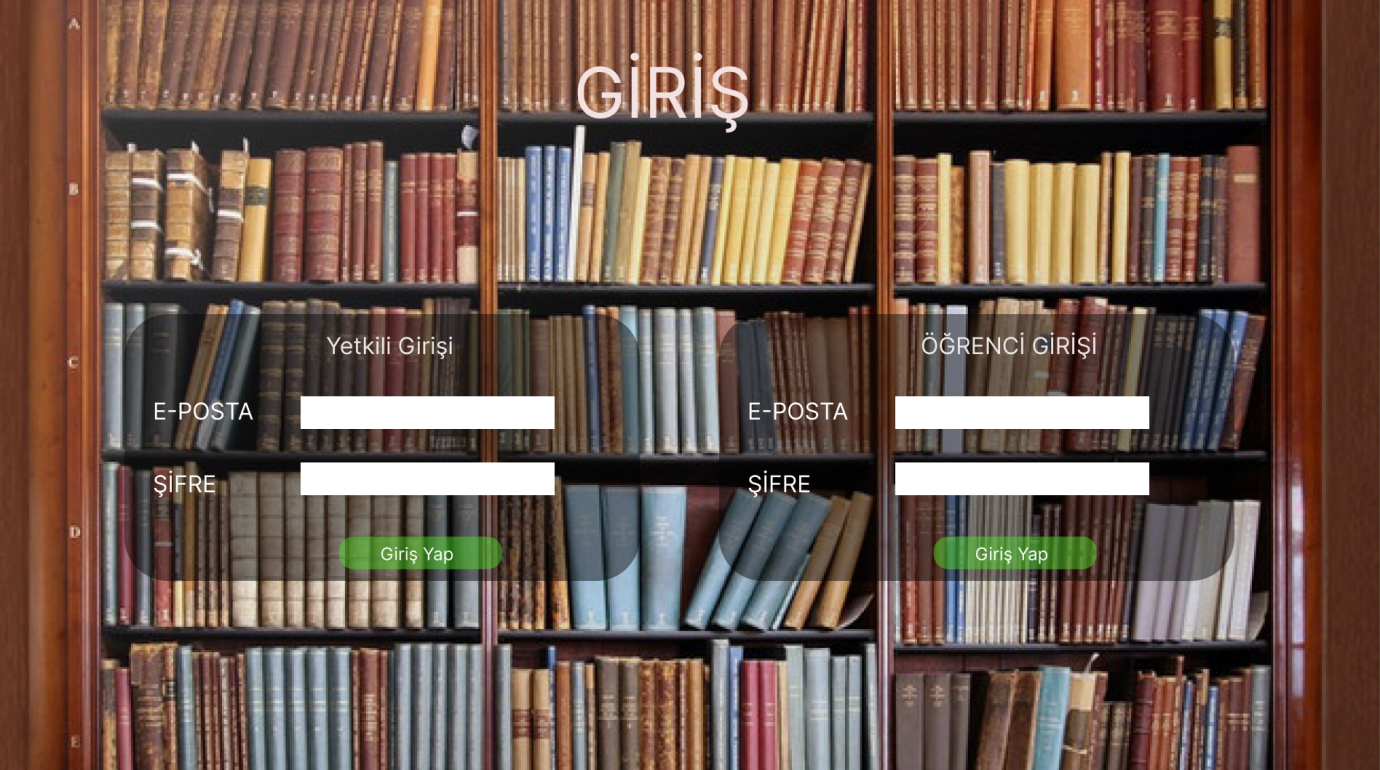 A
GİRİŞ
B
C
Yetkili Girişi
E-POSTA
ŞİFRE
Giriş Yap
ÖĞRENCİ GİRİŞİ
E-POSTA
ŞİFRE
Giriş Yap
D
E